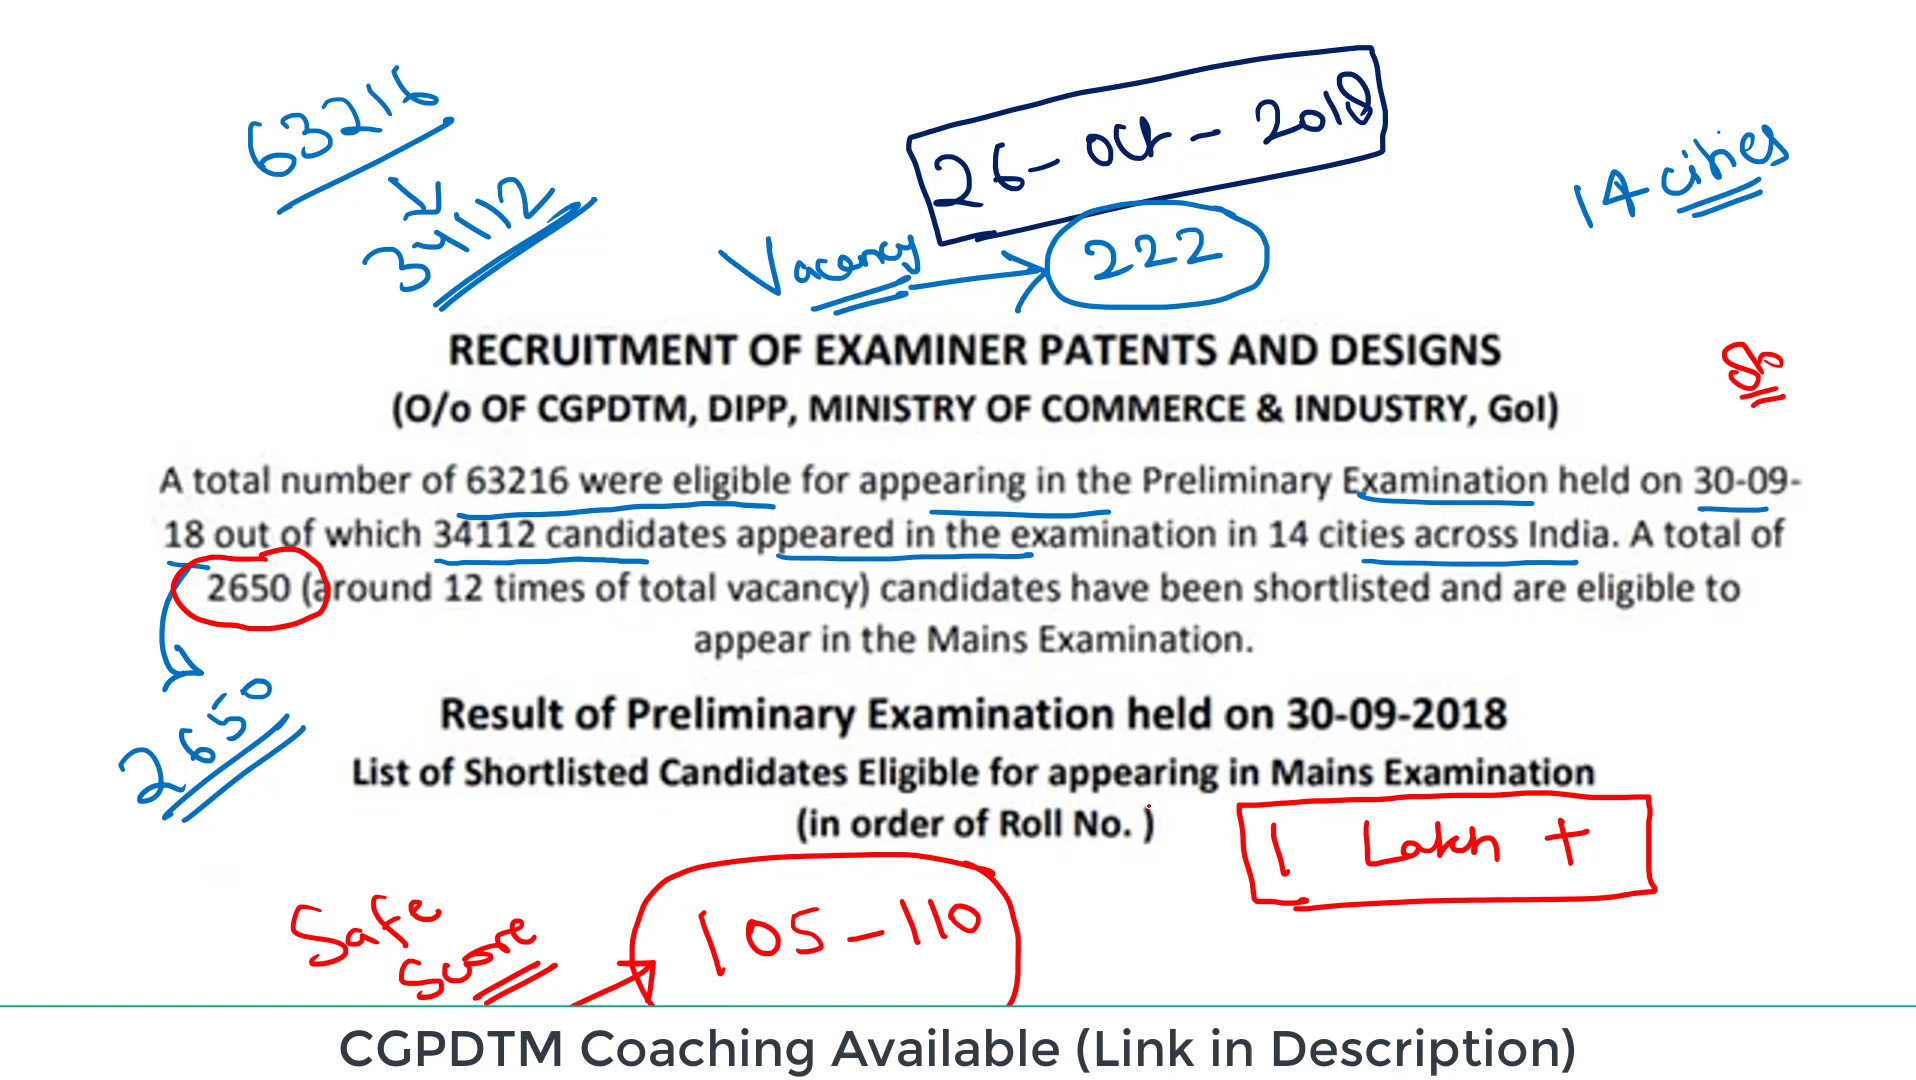 63216
34112
26-Oct-2018
14 cities
Vacency
222
RECRUITMENT OF EXAMINER PATENTS AND DESIGNS
(O/o OF CGPDTM, DIPP, MINISTRY OF COMMERCE & INDUSTRY, GoI)
A total number of 63216 were eligible for appearing in the Preliminary Examination held on 30-09-
18 out of which 34112 candidates appeared in the examination in 14 cities across India. A total of
2650 (around 12 times of total vacancy) candidates have been shortlisted and are eligible to
appear in the Mains Examination.
2650
Result of Preliminary Examination held on 30-09-2018
List of Shortlisted Candidates Eligible for appearing in Mains Examination
(in order of Roll No. )
1 Lakh +
Safe
Score
105-110
CGPDTM Coaching Available (Link in Description)